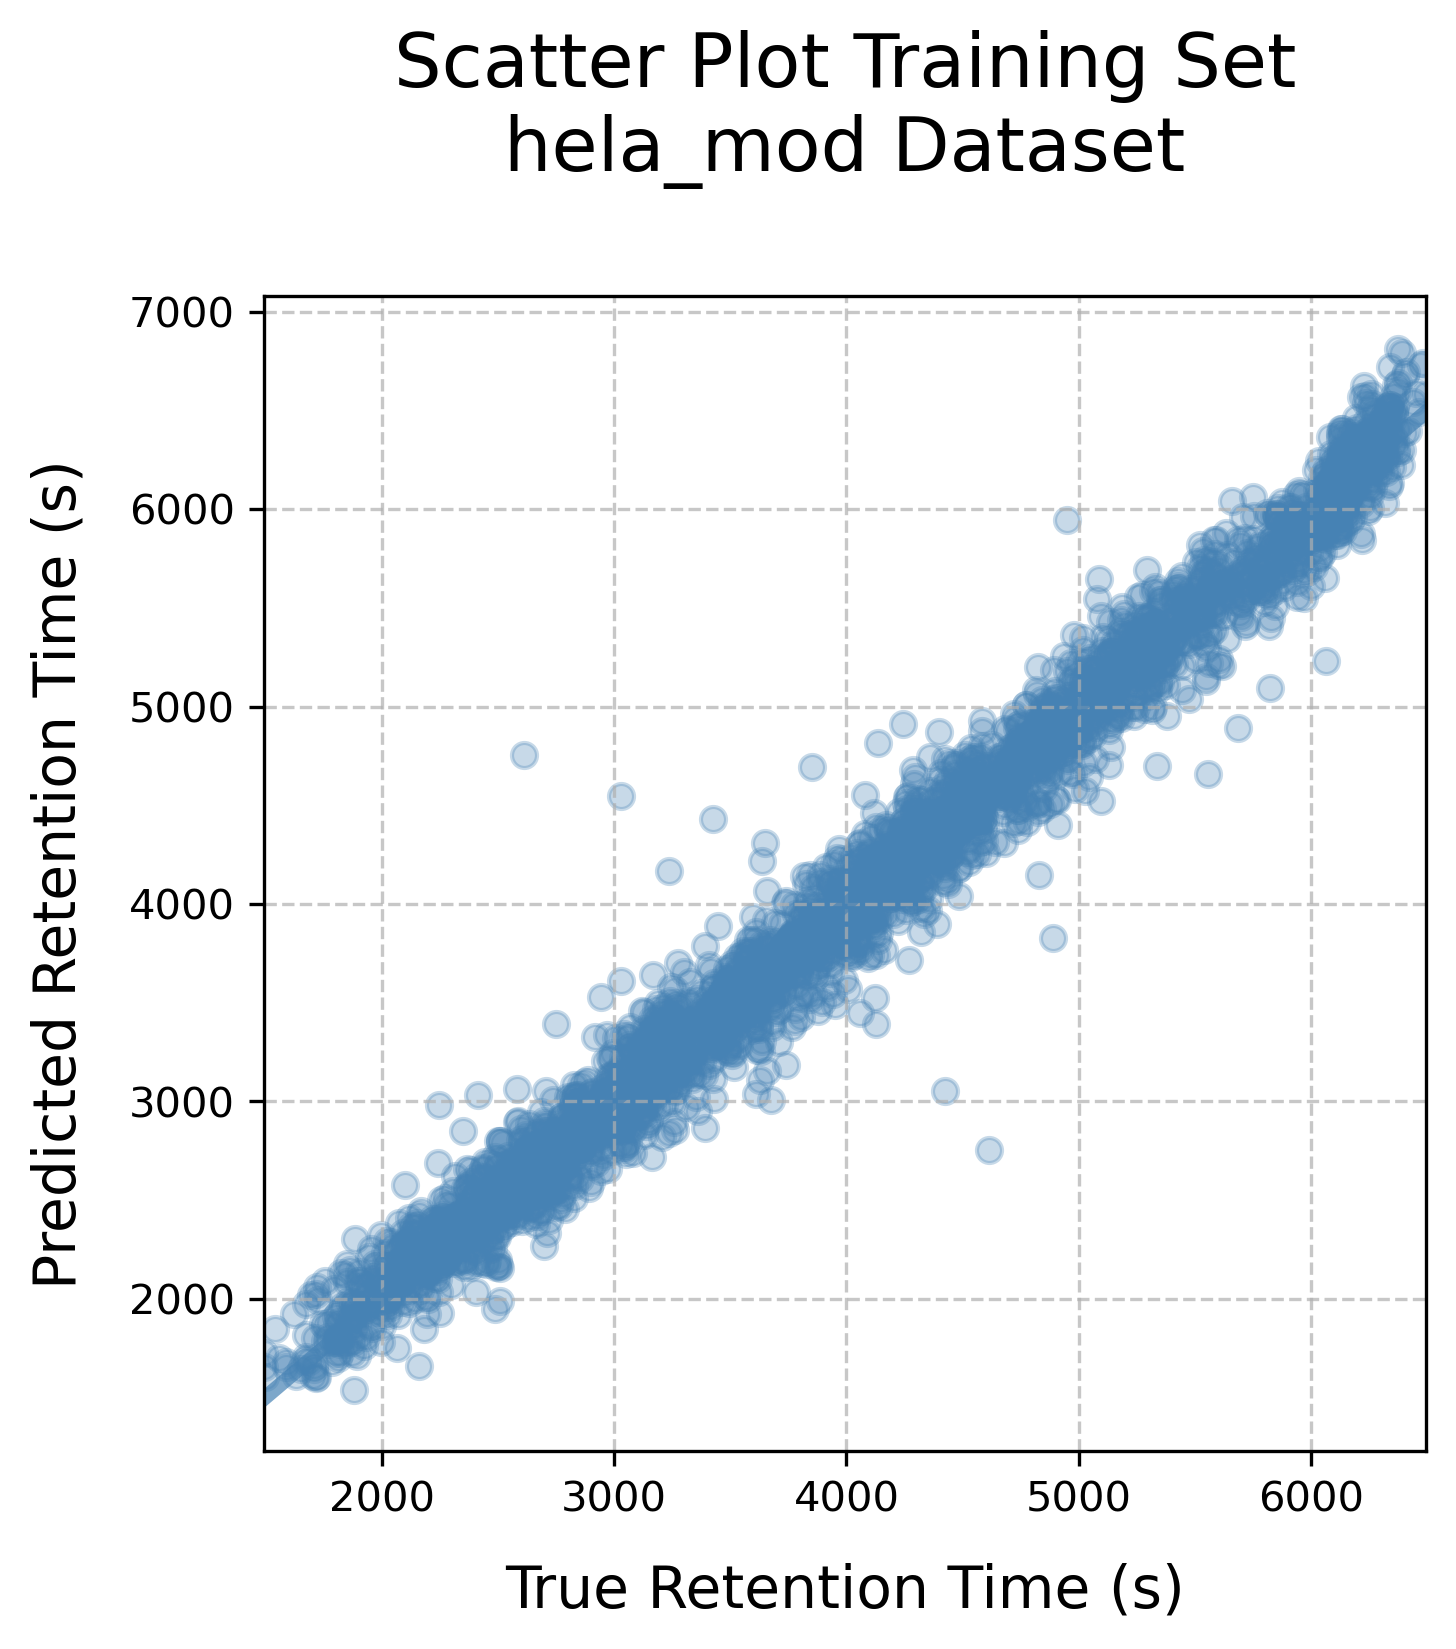 Scatter Plot Training Set
hela_mod Dataset
7000
6000
5000
4000
3000
2000
Predicted Retention Time (s)
2000 3000 4000 5000 6000
True Retention Time (s)